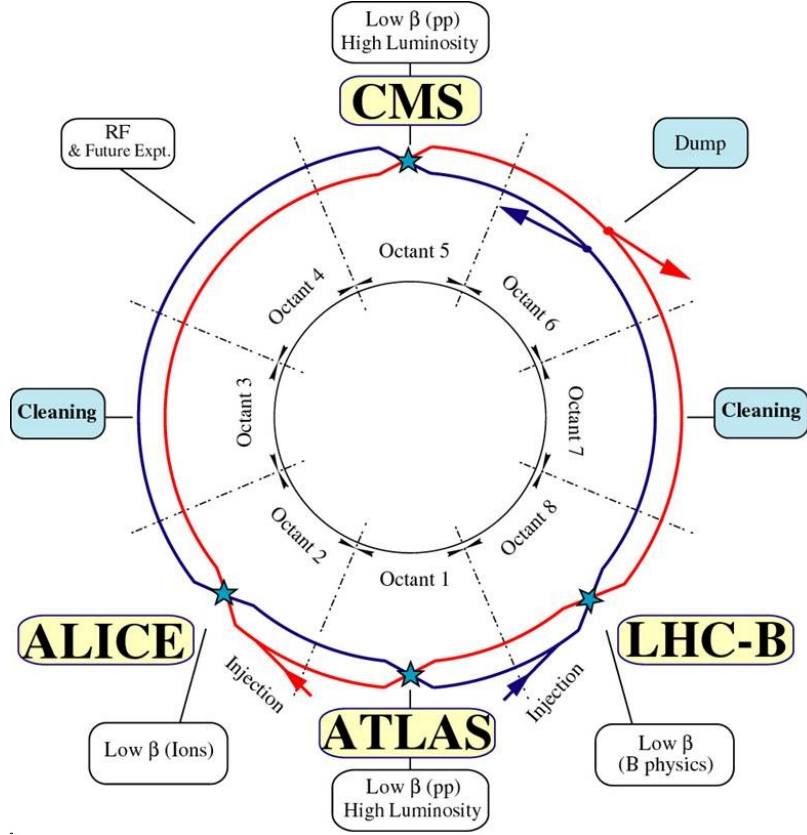 Low β (pp)
High Luminosity
CMS
RF
& Future Expt.
Dump
Octant 5
Octant 4
Octant 6
Cleaning
Octant 3
Octant 7
Cleaning
Octant 2
Octant 8
Octant 1
ALICE
LHC-B
Injection
Injection
ATLAS
Low β (Ions)
Low β
(B physics)
Low β (pp)
High Luminosity